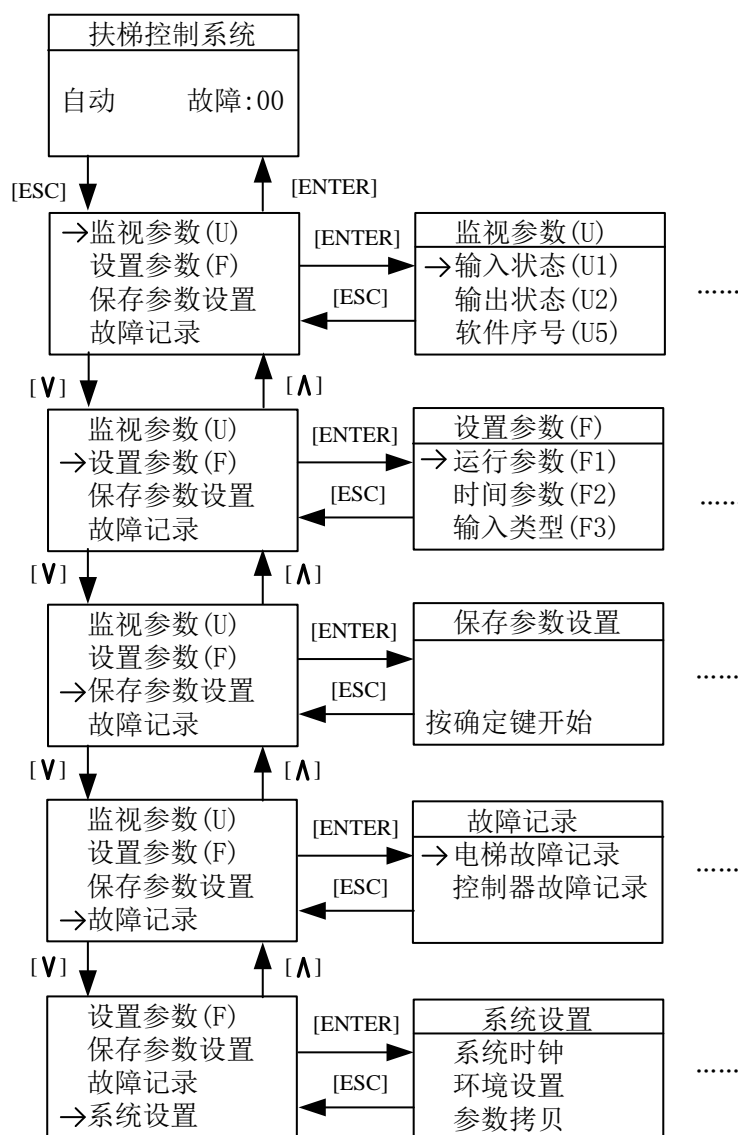 扶梯控制系统
自动 故障:00
[ESC] [ENTER]
→监视参数(U)
设置参数(F)
保存参数设置
故障记录
[ENTER]
[ESC]
监视参数(U)
→输入状态(U1)
输出状态(U2)
软件序号(U5)
......
[∨] [∧]
监视参数(U)
→设置参数(F)
保存参数设置
故障记录
[ENTER]
[ESC]
设置参数(F)
→运行参数(F1)
时间参数(F2)
输入类型(F3)
......
[∨] [∧]
监视参数(U)
设置参数(F)
→保存参数设置
故障记录
[ENTER]
[ESC]
保存参数设置
按确定键开始
......
[∨] [∧]
监视参数(U)
设置参数(F)
保存参数设置
→故障记录
[ENTER]
[ESC]
故障记录
→电梯故障记录
控制器故障记录
......
[∨] [∧]
设置参数(F)
保存参数设置
故障记录
→系统设置
[ENTER]
[ESC]
系统设置
系统时钟
环境设置
参数拷贝
......